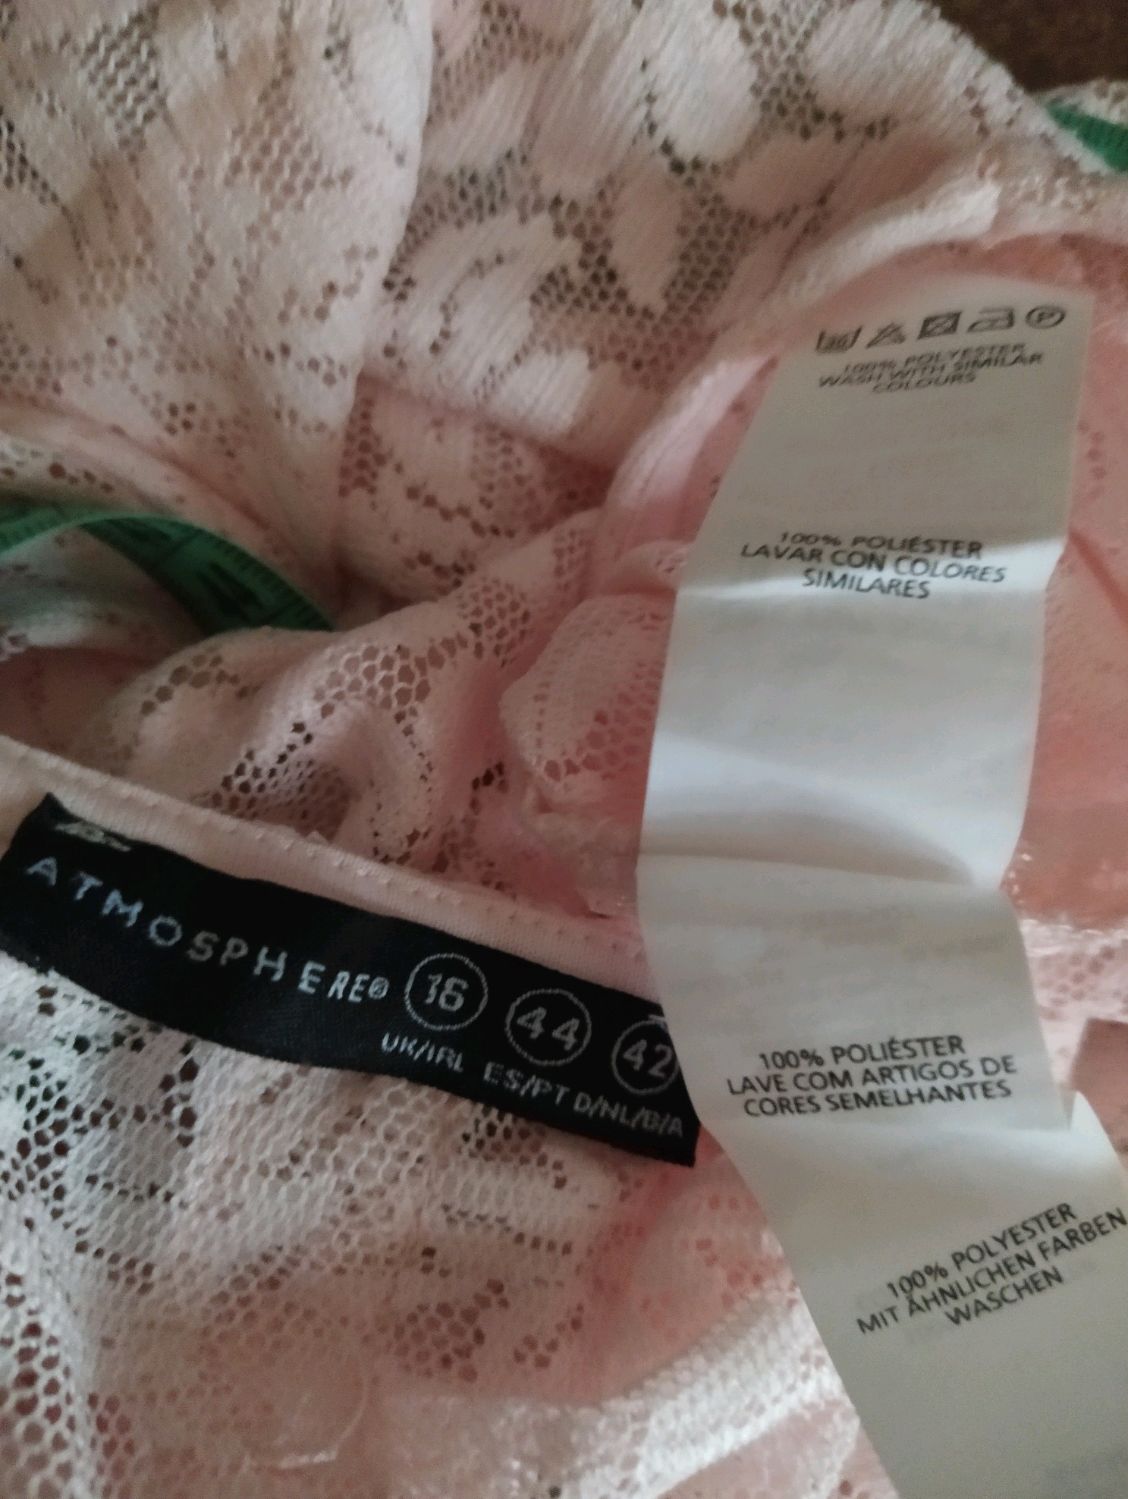 ATMOSPHERE®
16 44 42
UK/IRL ES/PT D/NL/B/A
100% POLYESTER
WASH WITH SIMILAR
COLOURS
100% POLIÉSTER
LAVAR CON COLORES
SIMILARES
100% POLIÉSTER
LAVE COM ARTIGOS DE
CORES SEMELHANTES
100% POLYESTER
MIT ÄHNLICHEN FARBEN
WASCHEN